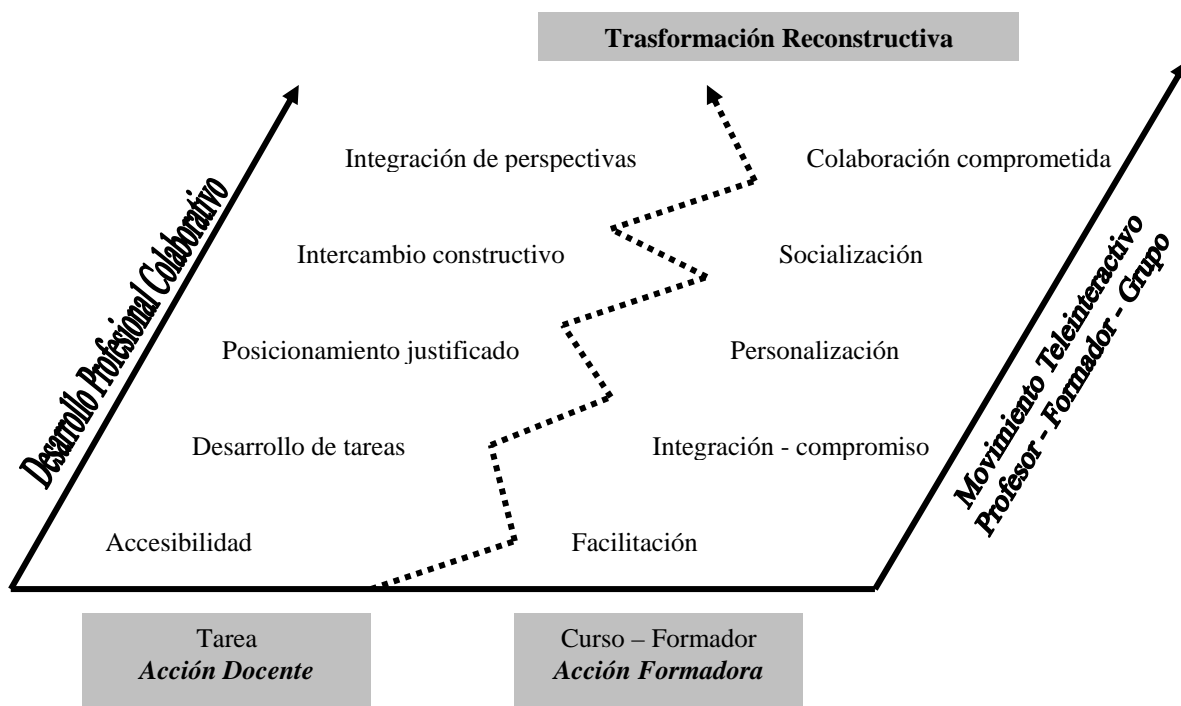 Trasformación Reconstructiva
Integración de perspectivas
Colaboración comprometida
Intercambio constructivo
Socialización
Posicionamiento justificado
Personalización
Desarrollo de tareas
Integración - compromiso
Accesibilidad
Facilitación
Desarrollo Profesional Colaborativo
Movimiento Teleinteractivo
Profesor - Formador - Grupo
Tarea
Acción Docente
Curso – Formador
Acción Formadora